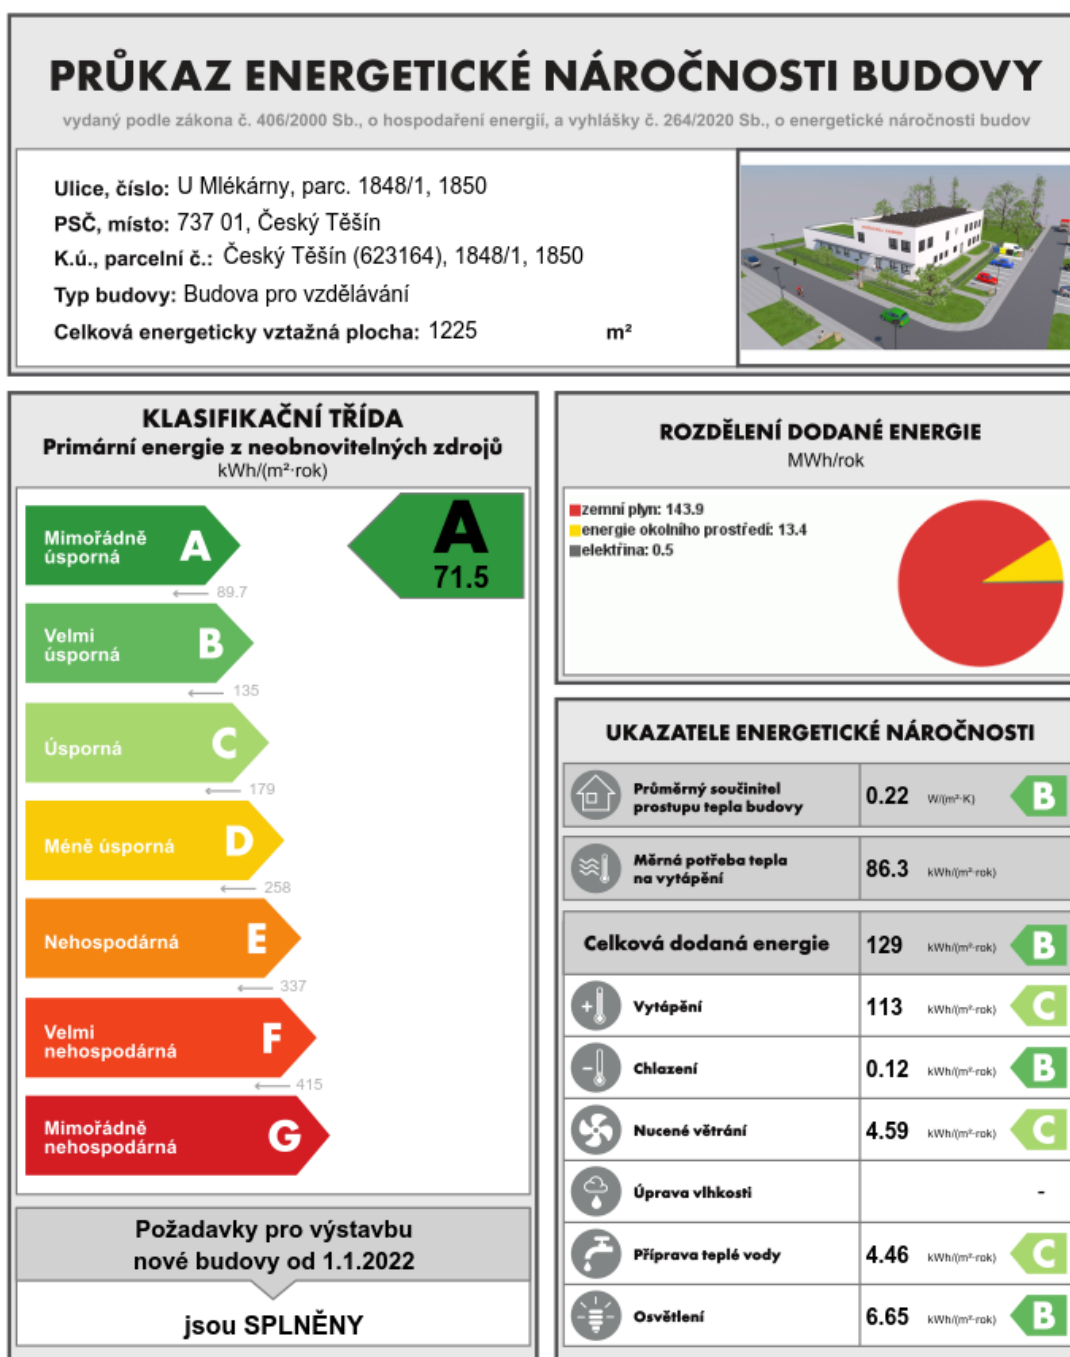 PRŮKAZ ENERGETICKÉ NÁROČNOSTI BUDOVY
vydaný podle zákona č. 406/2000 Sb., o hospodaření energií, a vyhlášky č. 264/2020 Sb., o energetické náročnosti budov
Ulice, číslo: U Mlékárny, parc. 1848/1, 1850
PSČ, místo: 737 01, Český Těšín
K.ú., parcelní č.: Český Těšín (623164), 1848/1, 1850
Typ budovy: Budova pro vzdělávání
Celková energeticky vztažná plocha: 1225 m²
KLASIFIKAČNÍ TŘÍDA
Primární energie z neobnovitelných zdrojů
kWh/(m²·rok)
Mimořádně
úsporná
A
A
71.5
89.7
Velmi
úsporná
B
135
Úsporná
C
179
Méně úsporná
D
258
Nehospodárná
E
337
Velmi
nehospodárná
F
415
Mimořádně
nehospodárná
G
Požadavky pro výstavbu
nové budovy od 1.1.2022
jsou SPLNĚNY
ROZDĚLENÍ DODANÉ ENERGIE
MWh/rok
zemní plyn: 143.9
energie okolního prostředí: 13.4
elektřina: 0.5
UKAZATELE ENERGETICKÉ NÁROČNOSTI
Průměrný součinitel
prostupu tepla budovy
0.22 W/(m²·K) B
Měrná potřeba tepla
na vytápění
86.3 kWh/(m²·rok)
Celková dodaná energie 129 kWh/(m²·rok) B
Vytápění 113 kWh/(m²·rok) C
Chlazení 0.12 kWh/(m²·rok) B
Nucené větrání 4.59 kWh/(m²·rok) C
Úprava vlhkosti -
Příprava teplé vody 4.46 kWh/(m²·rok) C
Osvětlení 6.65 kWh/(m²·rok) B